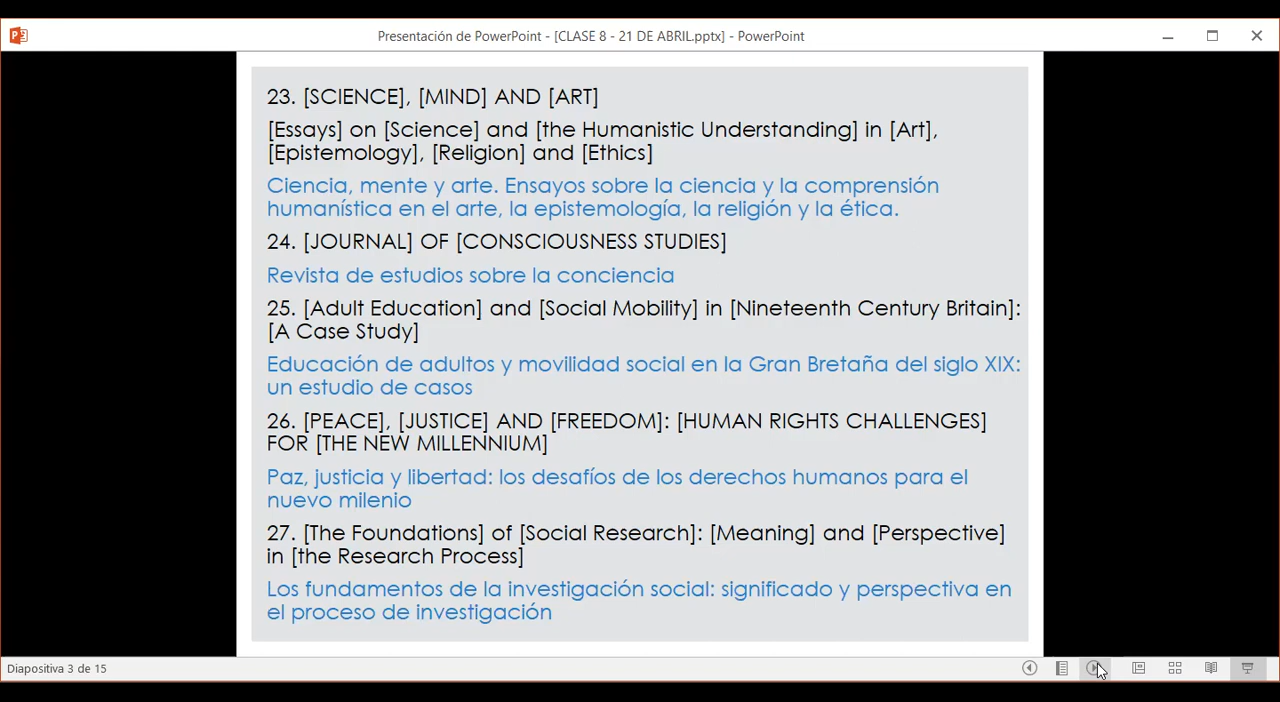 Presentación de PowerPoint - [CLASE 8 - 21 DE ABRIL.pptx] - PowerPoint
23. [SCIENCE], [MIND] AND [ART]
[Essays] on [Science] and [the Humanistic Understanding] in [Art],
[Epistemology], [Religion] and [Ethics]
Ciencia, mente y arte. Ensayos sobre la ciencia y la comprensión
humanística en el arte, la epistemología, la religión y la ética.
24. [JOURNAL] OF [CONSCIOUSNESS STUDIES]
Revista de estudios sobre la conciencia
25. [Adult Education] and [Social Mobility] in [Nineteenth Century Britain]:
[A Case Study]
Educación de adultos y movilidad social en la Gran Bretaña del siglo XIX:
un estudio de casos
26. [PEACE], [JUSTICE] AND [FREEDOM]: [HUMAN RIGHTS CHALLENGES]
FOR [THE NEW MILLENNIUM]
Paz, justicia y libertad: los desafíos de los derechos humanos para el
nuevo milenio
27. [The Foundations] of [Social Research]: [Meaning] and [Perspective]
in [the Research Process]
Los fundamentos de la investigación social: significado y perspectiva en
el proceso de investigación
Diapositiva 3 de 15